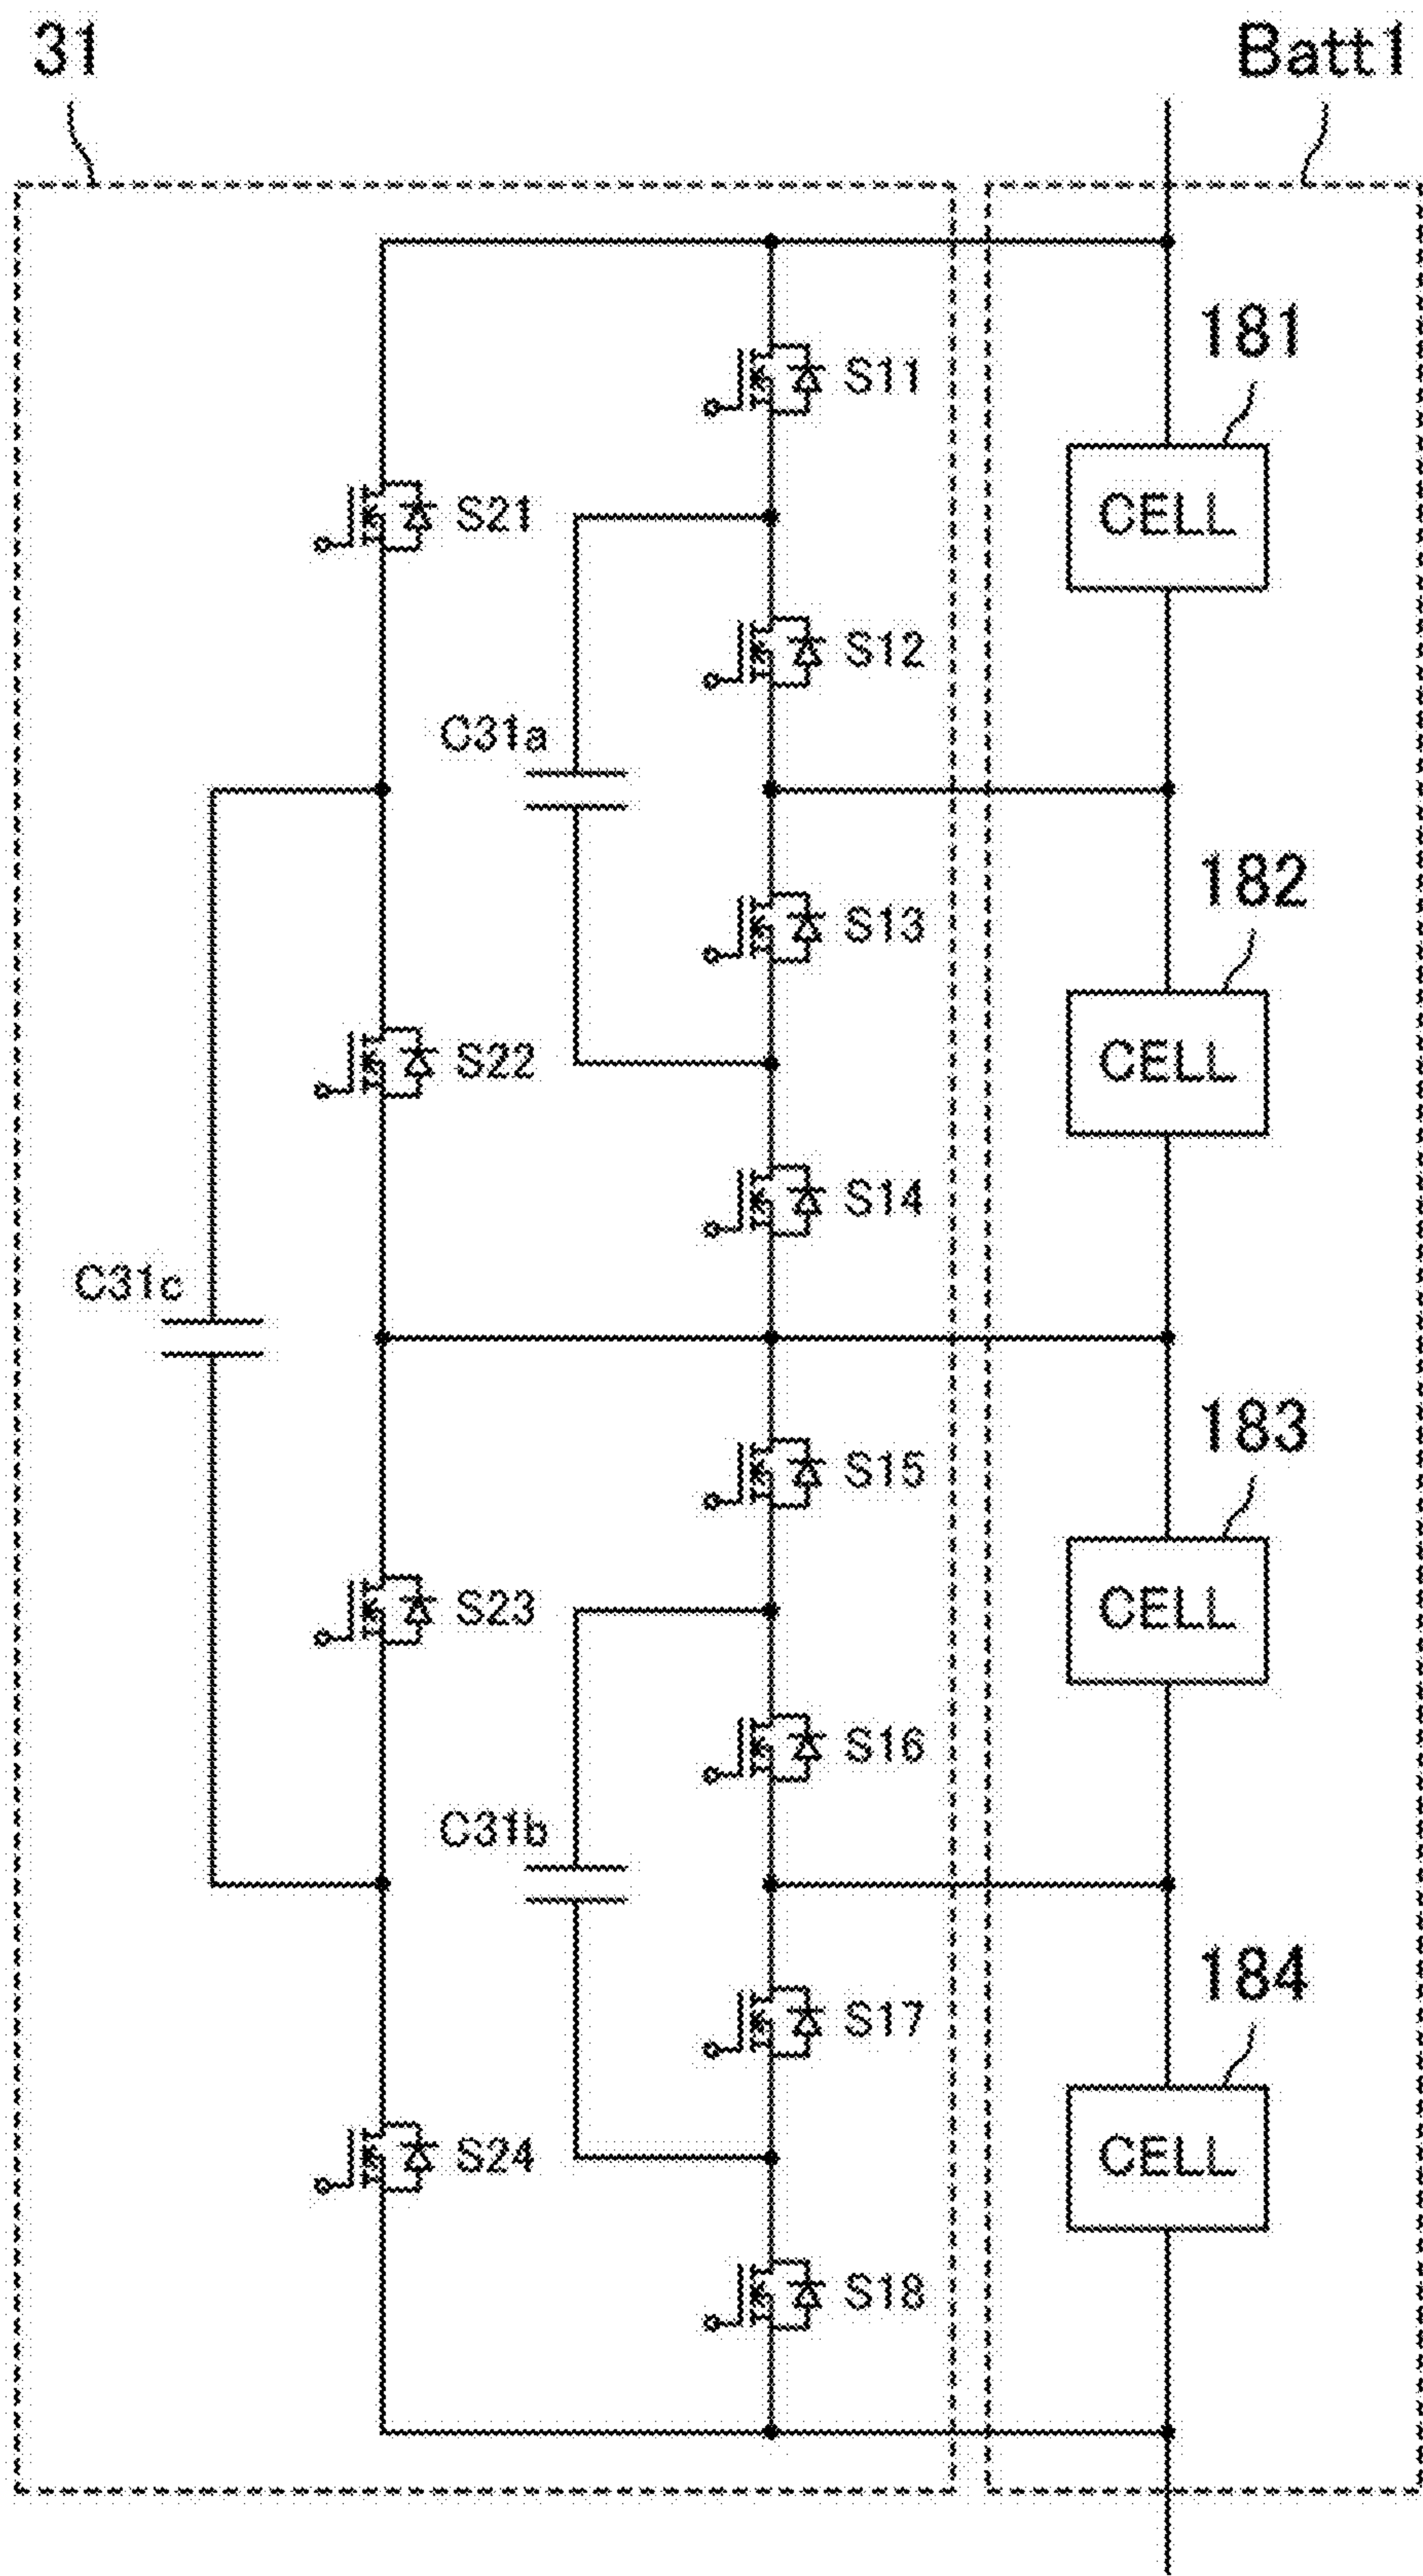 31
Batt1
181
S11
CELL
S21
S12
C31a
182
S13
CELL
S22
S14
C31c
183
S15
CELL
S23
S16
C31b
184
S17
CELL
S24
S18